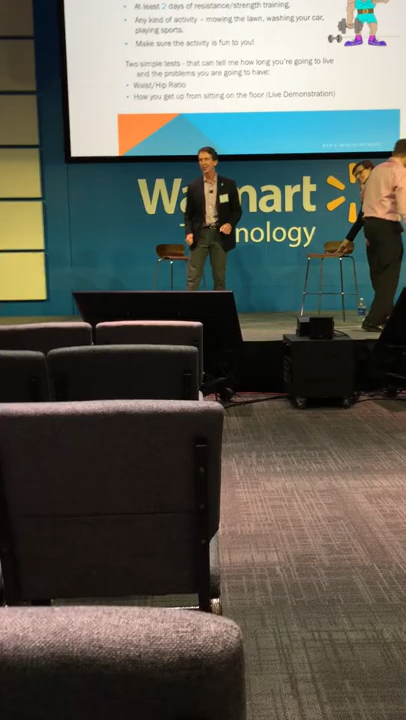 • At least 2 days of resistance/strength training,
• Any kind of activity – mowing the lawn, washing your car,
playing sports.
• Make sure the activity is fun to you!
Two simple tests - that can tell me how long you're going to live
and the problems you are going to have:
• Waist/Hip Ratio
• How you get up from sitting on the floor (Live Demonstration)
Wa mart
nology